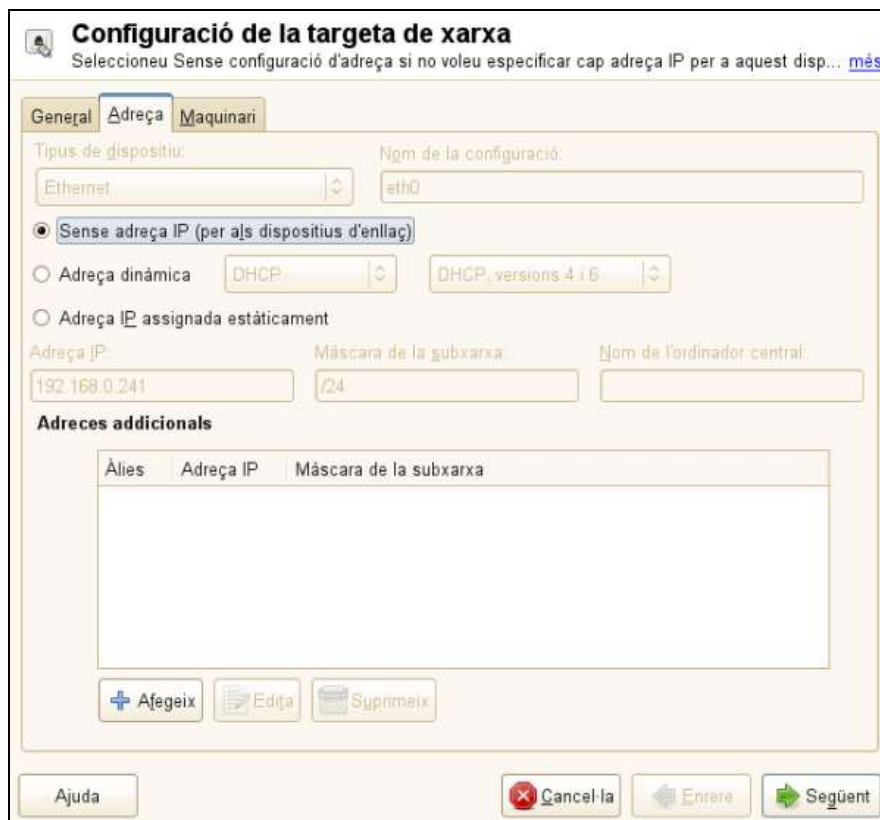 Configuració de la targeta de xarxa
Seleccioneu Sense configuració d'adreça si no voleu especificar cap adreça IP per a aquest disp... més
General Adreça Maquinari
Tipus de dispositiu: Nom de la configuració:
Ethernet eth0
Sense adreça IP (per als dispositius d'enllaç)
Adreça dinàmica DHCP DHCP, versions 4 i 6
Adreça IP assignada estàticament
Adreça IP: Màscara de la subxarxa: Nom de l'ordinador central:
192.168.0.241 /24
Adreces addicionals
Àlies Adreça IP Màscara de la subxarxa
Afegeix Edita Suprimeix
Ajuda Cancel·la Enrere Següent